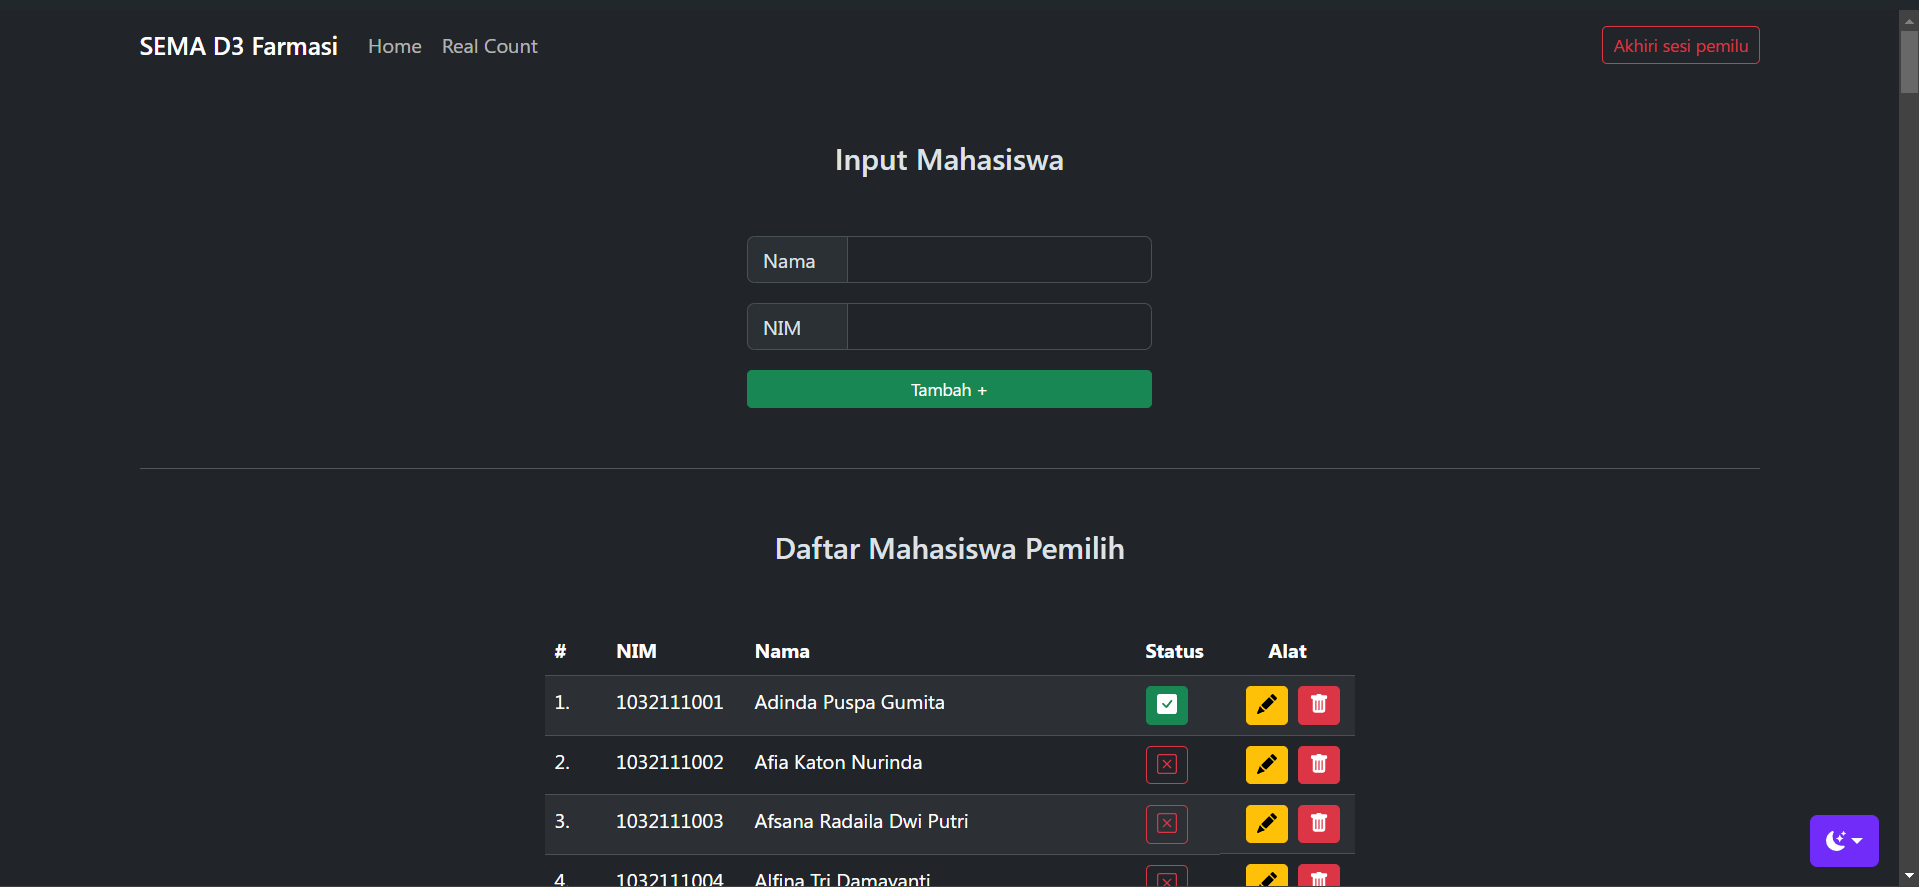 SEMA D3 Farmasi Home Real Count Akhiri sesi pemilu
Input Mahasiswa
Nama
NIM
Tambah +
Daftar Mahasiswa Pemilih
# NIM Nama Status Alat
1. 1032111001 Adinda Puspa Gumita
2. 1032111002 Afia Katon Nurinda
3. 1032111003 Afsana Radaila Dwi Putri
4. 1032111004 Alfina Tri Damayanti